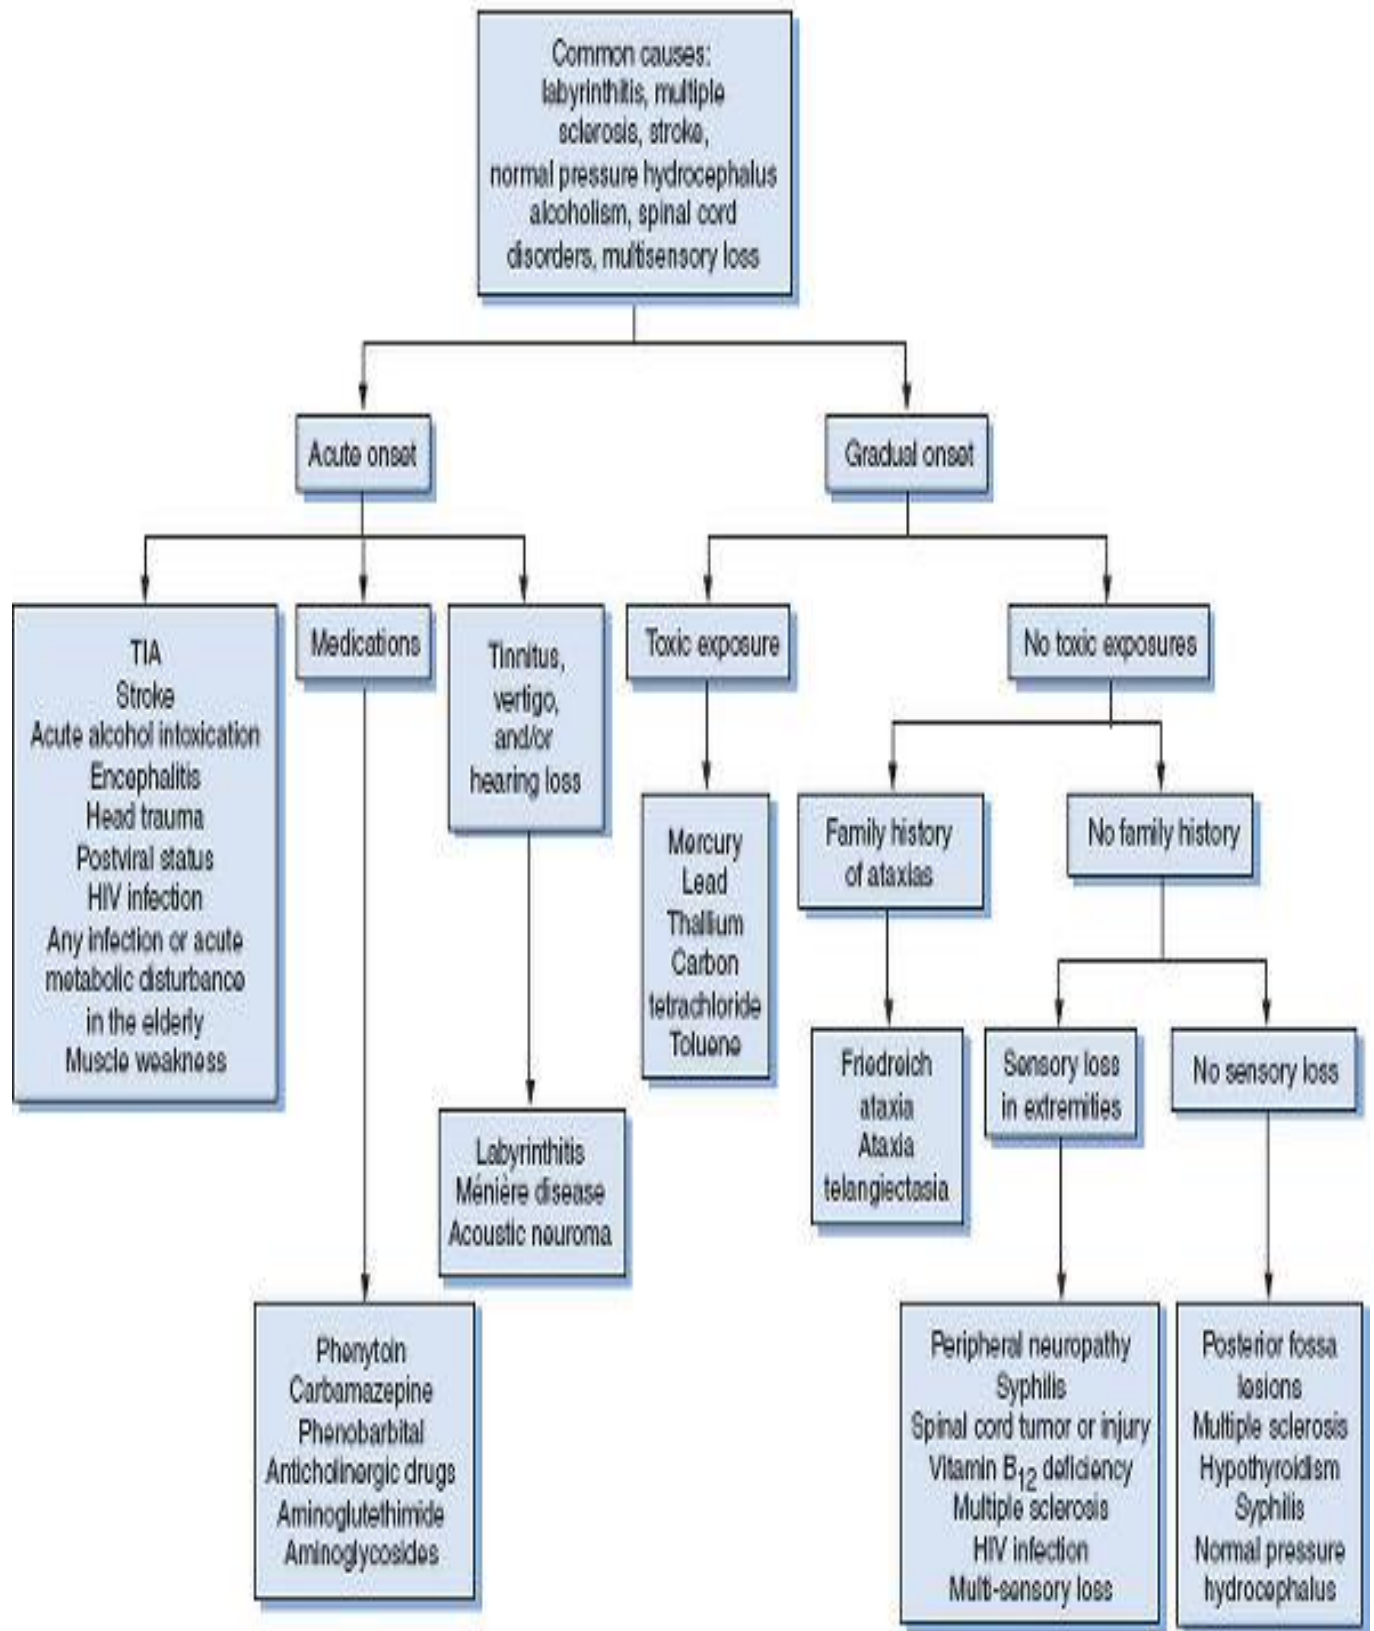 Common causes:
labyrinthitis, multiple
sclerosis, stroke,
normal pressure hydrocephalus
alcoholism, spinal cord
disorders, multisensory loss
Acute onset
Gradual onset
TIA
Stroke
Acute alcohol intoxication
Encephalitis
Head trauma
Postviral status
HIV infection
Any infection or acute
metabolic disturbance
in the elderly
Muscle weakness
Medications
Tinnitus,
vertigo,
and/or
hearing loss
Toxic exposure
No toxic exposures
Mercury
Lead
Thallium
Carbon
tetrachloride
Toluene
Family history
of ataxias
No family history
Friedreich
ataxia
Ataxia
telangiectasia
Sensory loss
in extremities
No sensory loss
Labyrinthitis
Ménière disease
Acoustic neuroma
Phenytoin
Carbamazepine
Phenobarbital
Anticholinergic drugs
Aminoglutethimide
Aminoglycosides
Peripheral neuropathy
Syphilis
Spinal cord tumor or injury
Vitamin B12 deficiency
Multiple sclerosis
HIV infection
Multi-sensory loss
Posterior fossa
lesions
Multiple sclerosis
Hypothyroidism
Syphilis
Normal pressure
hydrocephalus